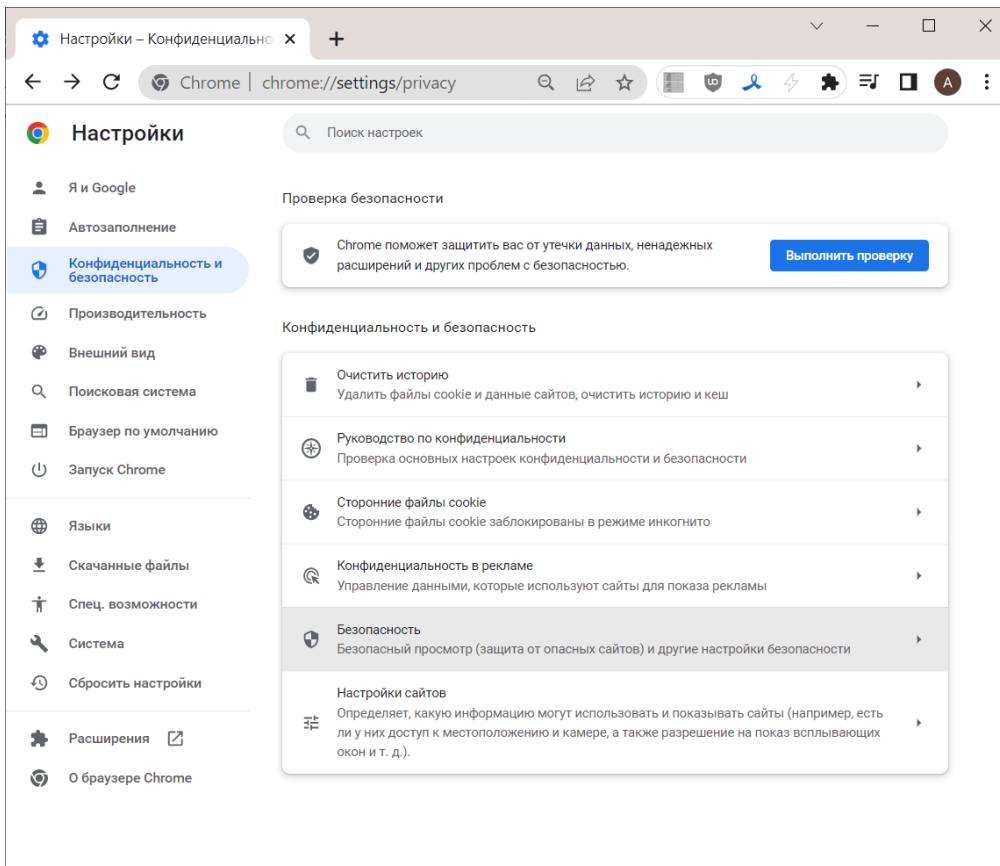 Настройки – Конфиденциально
Chrome | chrome://settings/privacy
A
Настройки
Поиск настроек
Я и Google
Автозаполнение
Конфиденциальность и
безопасность
Производительность
Внешний вид
Поисковая система
Браузер по умолчанию
Запуск Chrome
Языки
Скачанные файлы
Спец. возможности
Система
Сбросить настройки
Расширения
О браузере Chrome
Проверка безопасности
Chrome поможет защитить вас от утечки данных, ненадежных
расширений и других проблем с безопасностью.
Выполнить проверку
Конфиденциальность и безопасность
Очистить историю
Удалить файлы cookie и данные сайтов, очистить историю и кеш
Руководство по конфиденциальности
Проверка основных настроек конфиденциальности и безопасности
Сторонние файлы cookie
Сторонние файлы cookie заблокированы в режиме инкогнито
Конфиденциальность в рекламе
Управление данными, которые используют сайты для показа рекламы
Безопасность
Безопасный просмотр (защита от опасных сайтов) и другие настройки безопасности
Настройки сайтов
Определяет, какую информацию могут использовать и показывать сайты (например, есть
ли у них доступ к местоположению и камере, а также разрешение на показ всплывающих
окон и т. д.).